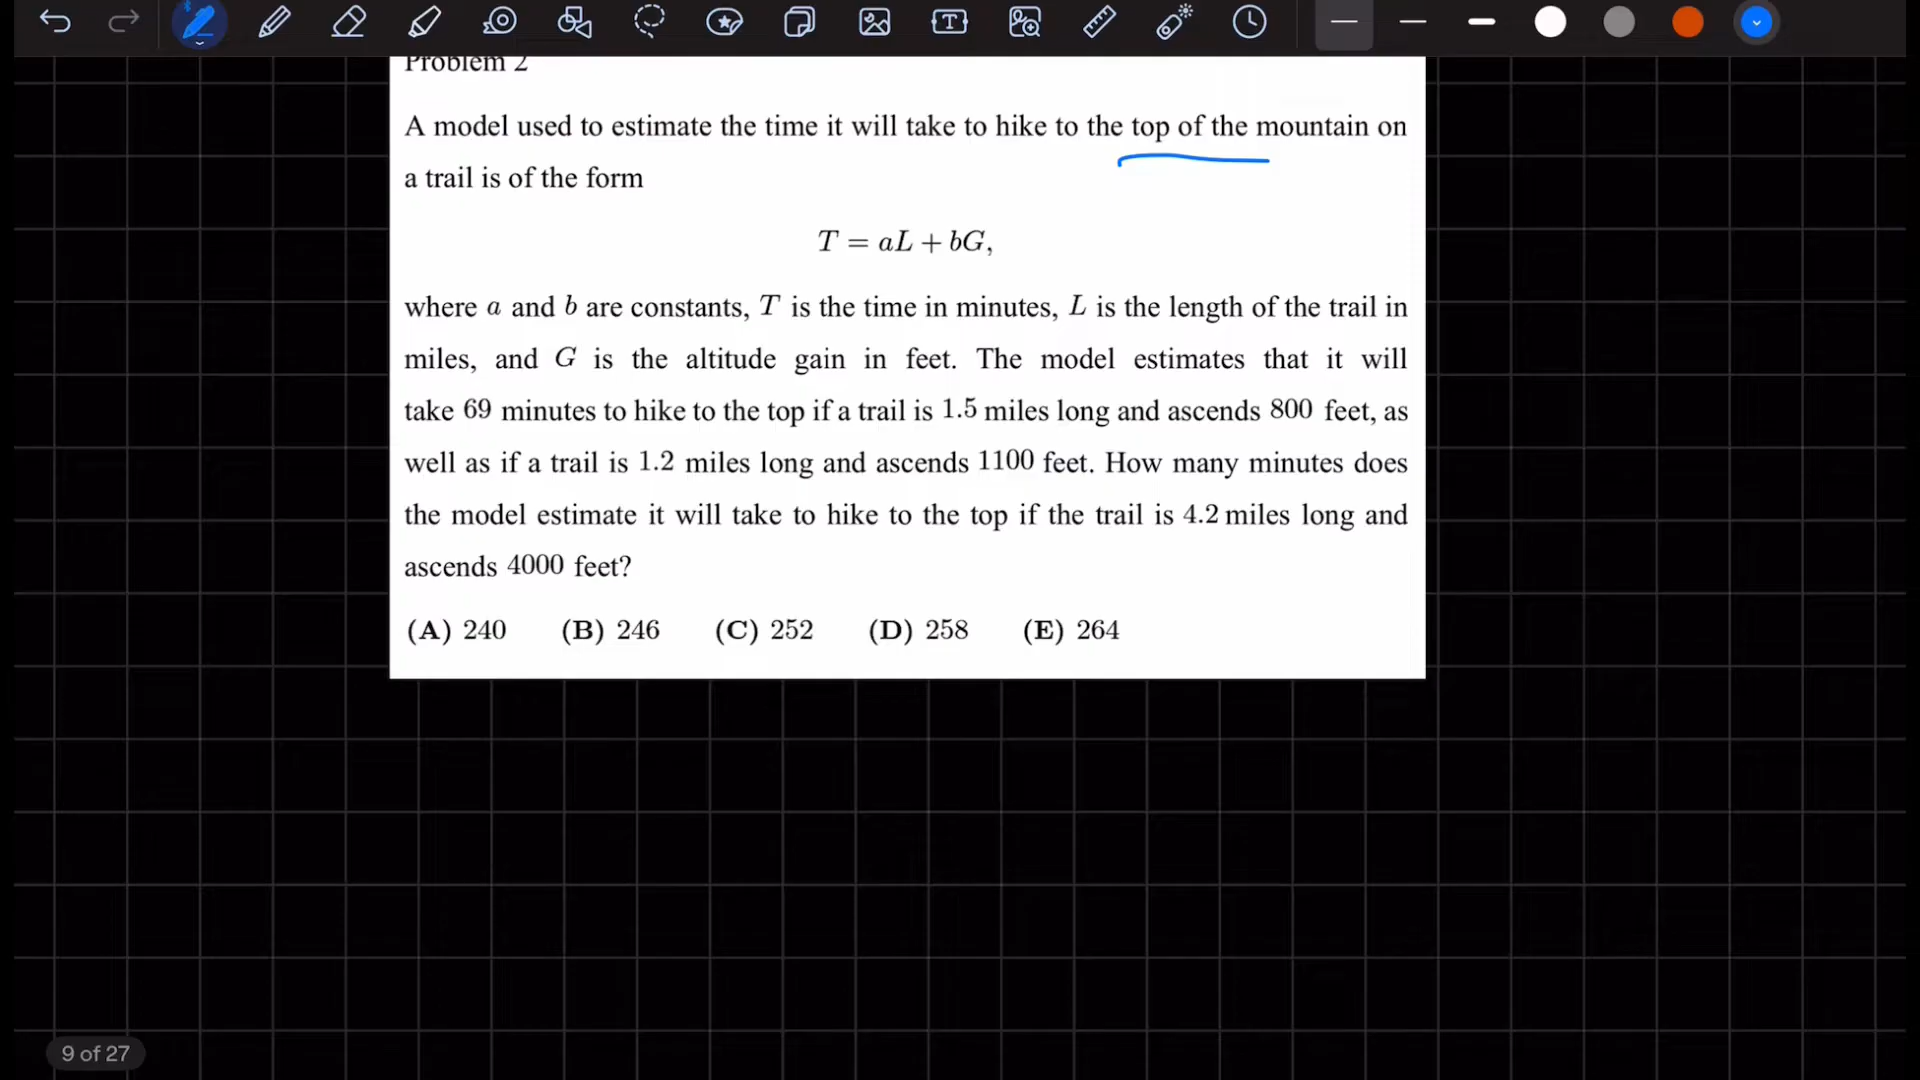 Problem 2
A model used to estimate the time it will take to hike to the top of the mountain on
a trail is of the form
T = aL + bG,
where a and b are constants, T is the time in minutes, L is the length of the trail in
miles, and G is the altitude gain in feet. The model estimates that it will
take 69 minutes to hike to the top if a trail is 1.5 miles long and ascends 800 feet, as
well as if a trail is 1.2 miles long and ascends 1100 feet. How many minutes does
the model estimate it will take to hike to the top if the trail is 4.2 miles long and
ascends 4000 feet?
(A) 240 (B) 246 (C) 252 (D) 258 (E) 264
9 of 27